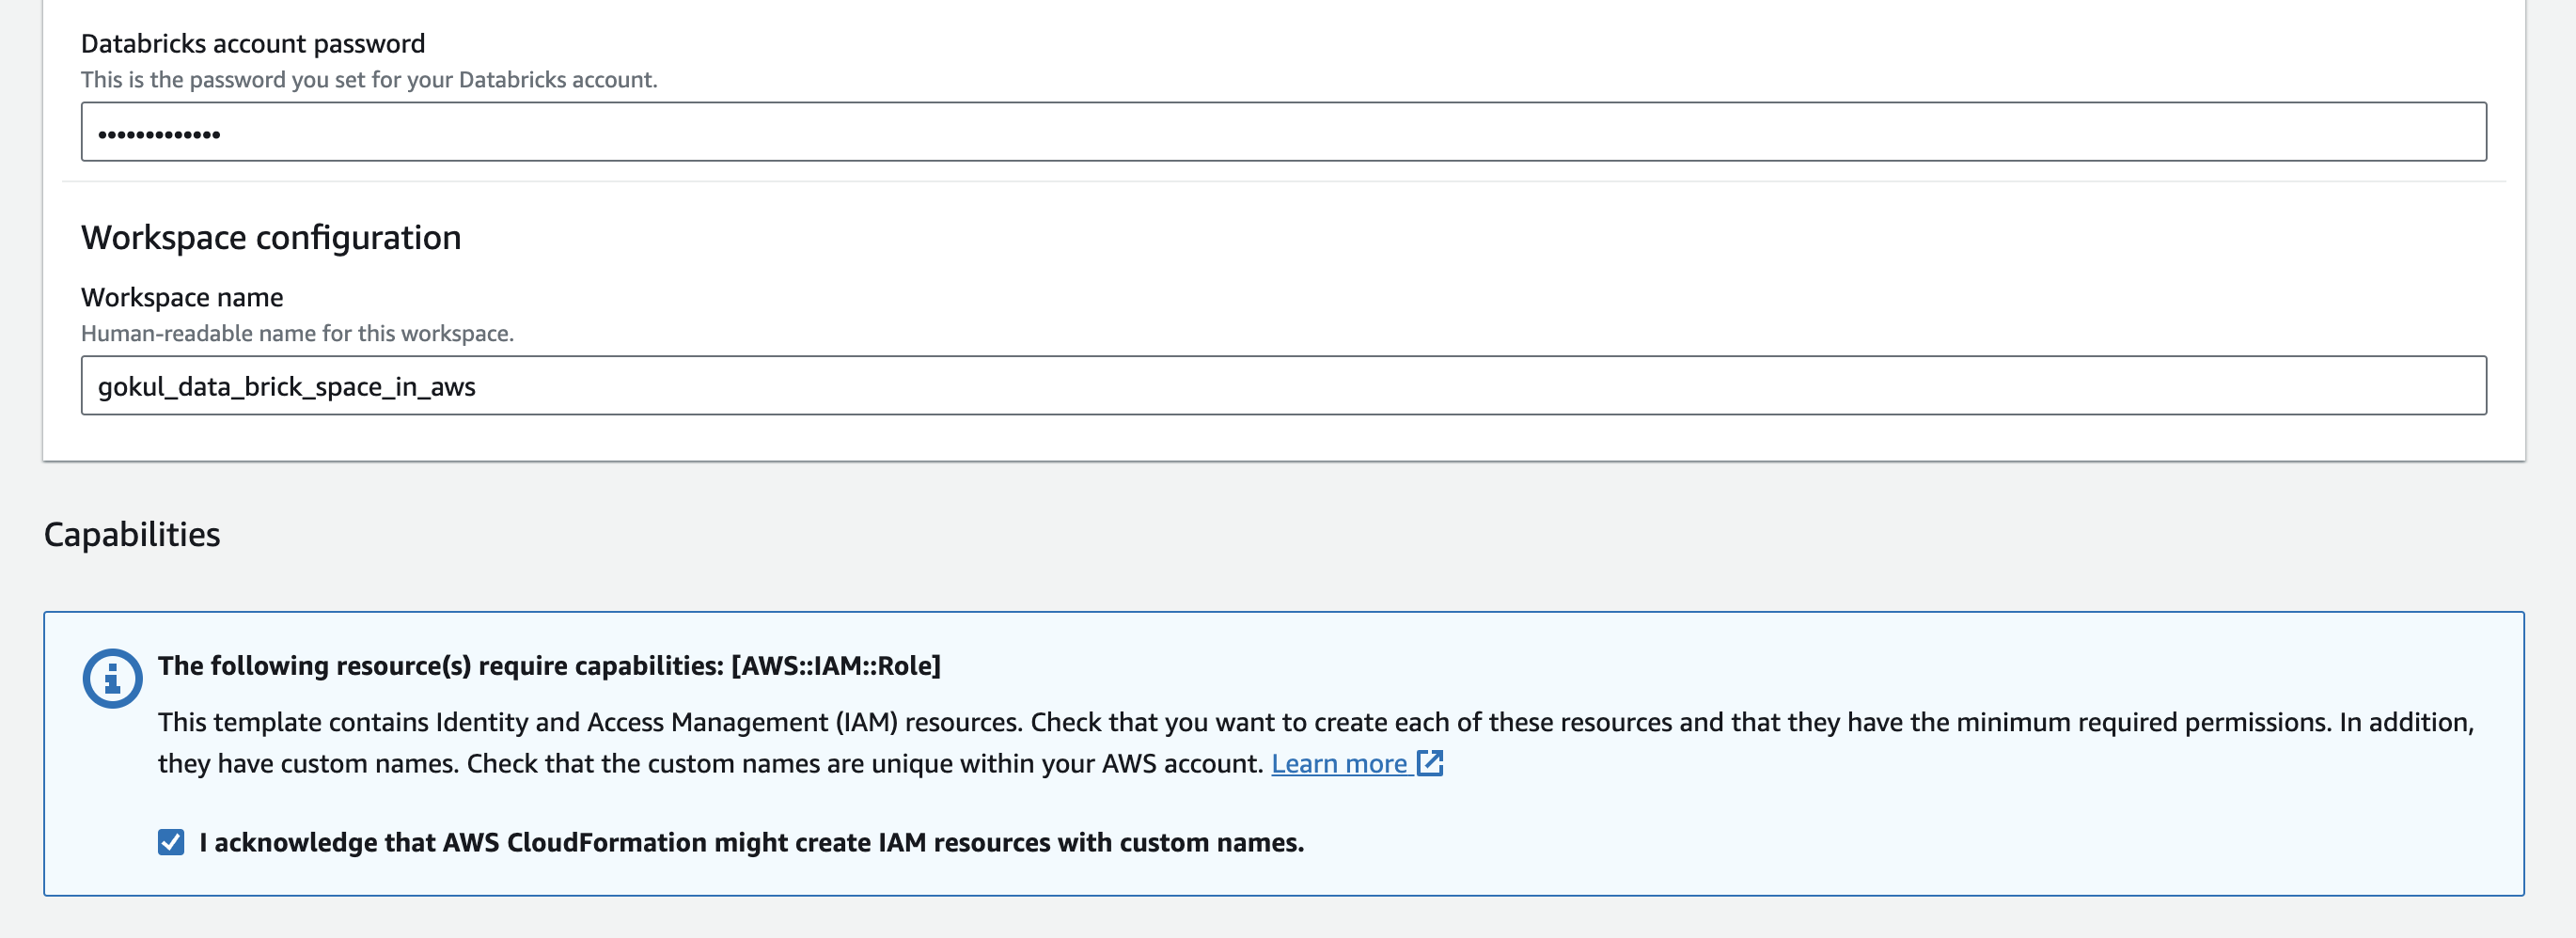 Databricks account password
This is the password you set for your Databricks account.
•••••••••••••
Workspace configuration
Workspace name
Human-readable name for this workspace.
gokul_data_brick_space_in_aws
Capabilities
The following resource(s) require capabilities: [AWS::IAM::Role]
This template contains Identity and Access Management (IAM) resources. Check that you want to create each of these resources and that they have the minimum required permissions. In addition,
they have custom names. Check that the custom names are unique within your AWS account. Learn more
I acknowledge that AWS CloudFormation might create IAM resources with custom names.